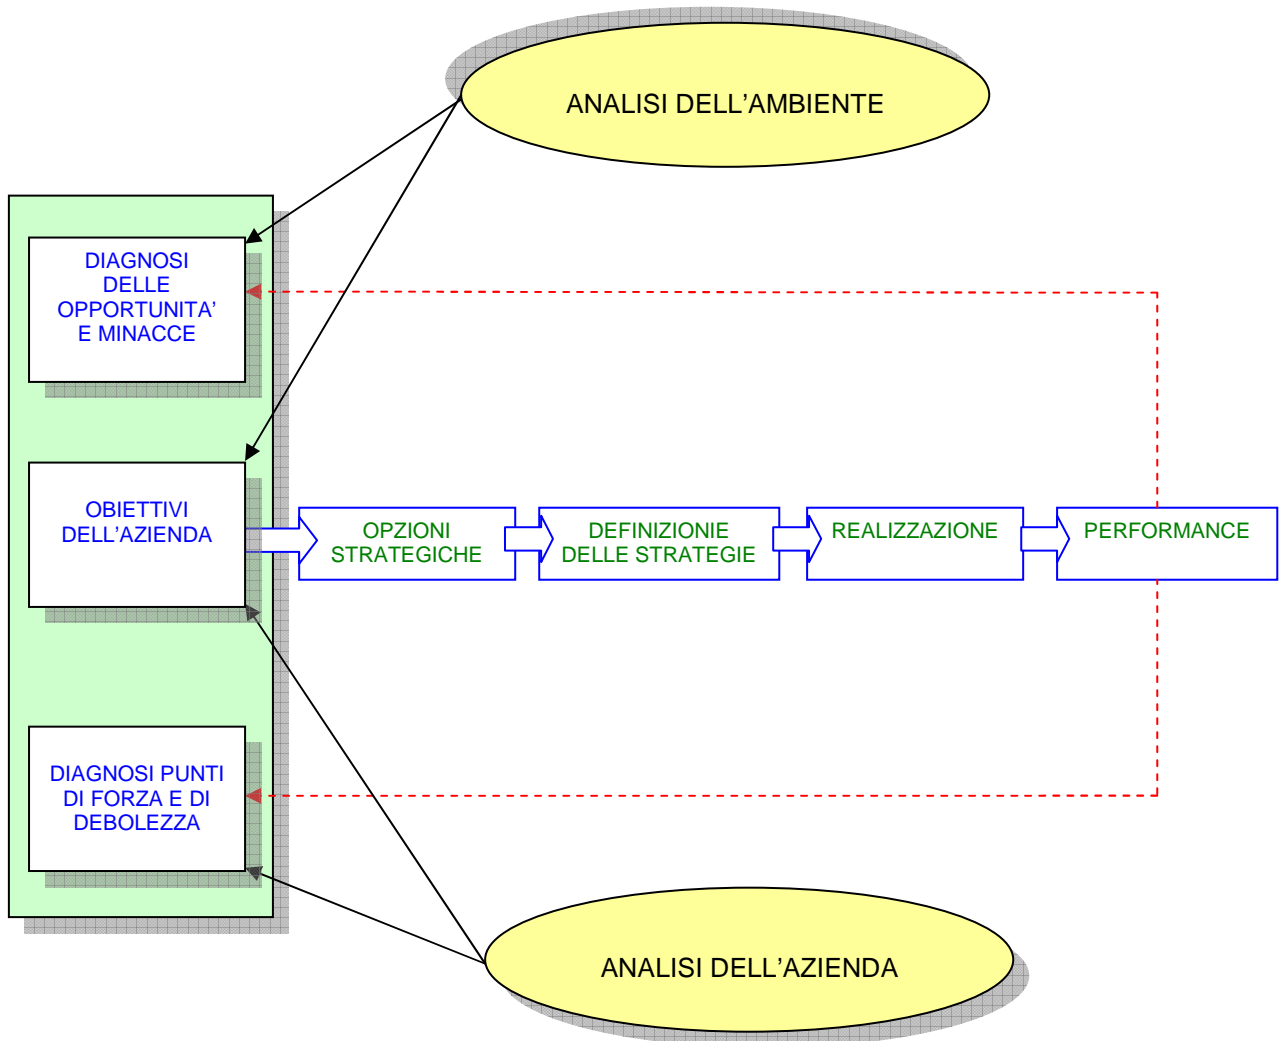 ANALISI DELL’AMBIENTE
DIAGNOSI
DELLE
OPPORTUNITA’
E MINACCE
OBIETTIVI
DELL’AZIENDA
OPZIONI
STRATEGICHE
DEFINIZIONIE
DELLE STRATEGIE
REALIZZAZIONE
PERFORMANCE
DIAGNOSI PUNTI
DI FORZA E DI
DEBOLEZZA
ANALISI DELL’AZIENDA